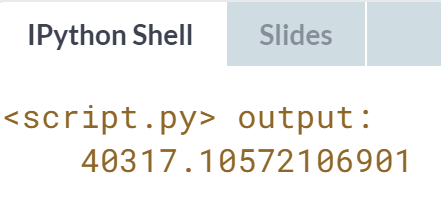 IPython Shell
Slides
<script.py> output:
40317.10572106901